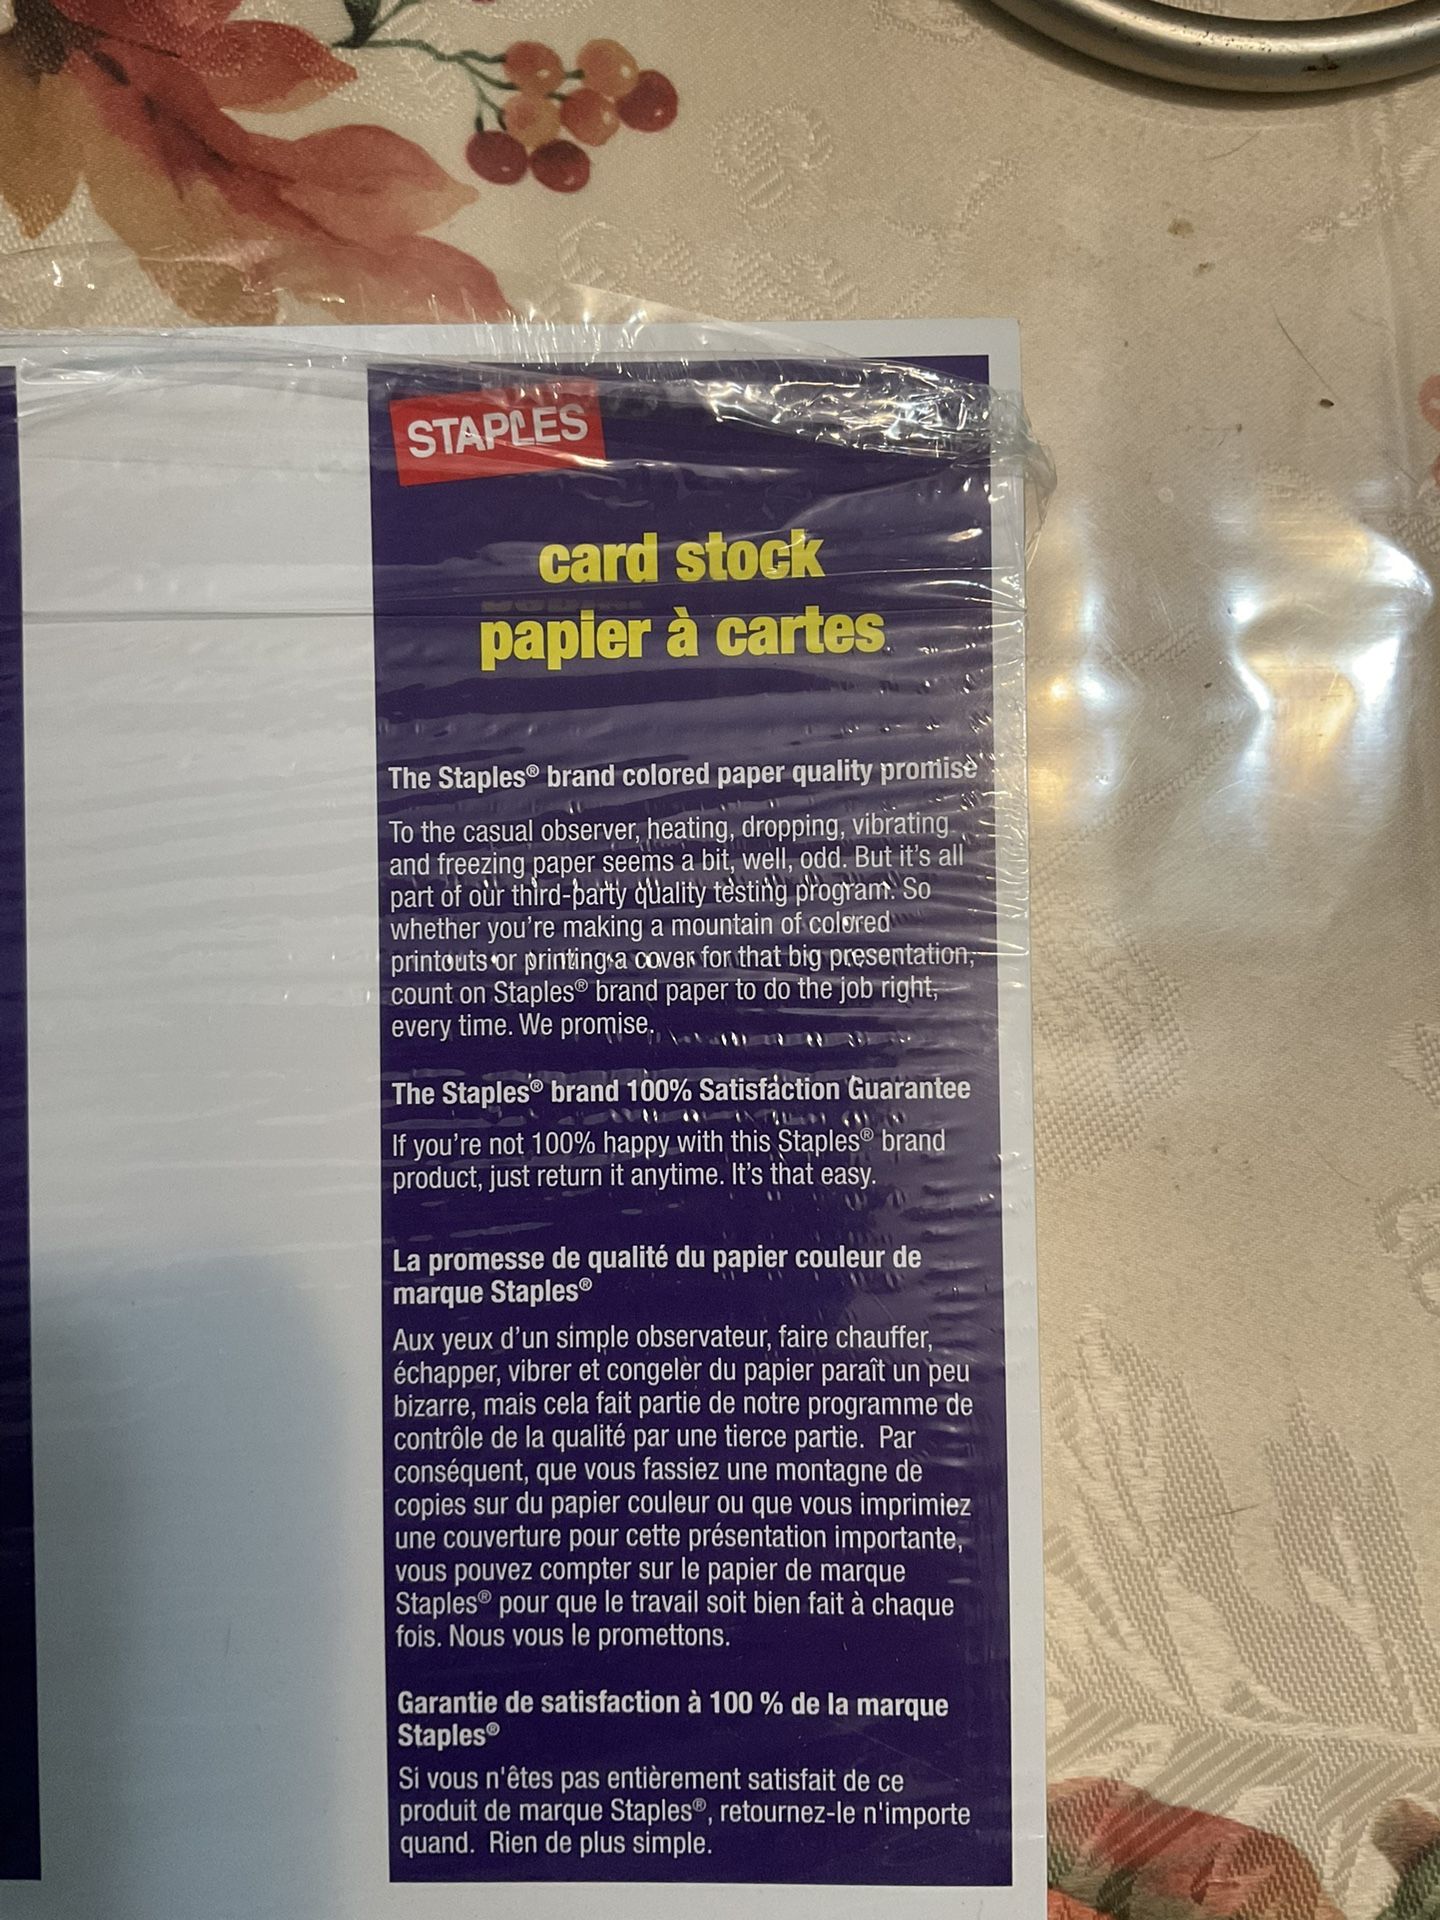 STAPLES
card stock
papier à cartes
The Staples® brand colored paper quality promise
To the casual observer, heating, dropping, vibrating
and freezing paper seems a bit, well, odd. But it's all
part of our third-party quality testing program. So
whether you're making a mountain of colored
printouts or printing a cover for that big presentation,
count on Staples® brand paper to do the job right,
every time. We promise.
The Staples® brand 100% Satisfaction Guarantee
If you're not 100% happy with this Staples® brand
product, just return it anytime. It's that easy.
La promesse de qualité du papier couleur de
marque Staples®
Aux yeux d'un simple observateur, faire chauffer,
échapper, vibrer et congeler du papier paraît un peu
bizarre, mais cela fait partie de notre programme de
contrôle de la qualité par une tierce partie. Par
conséquent, que vous fassiez une montagne de
copies sur du papier couleur ou que vous imprimiez
une couverture pour cette présentation importante,
vous pouvez compter sur le papier de marque
Staples® pour que le travail soit bien fait à chaque
fois. Nous vous le promettons.
Garantie de satisfaction à 100 % de la marque
Staples®
Si vous n'êtes pas entièrement satisfait de ce
produit de marque Staples®, retournez-le n'importe
quand. Rien de plus simple.